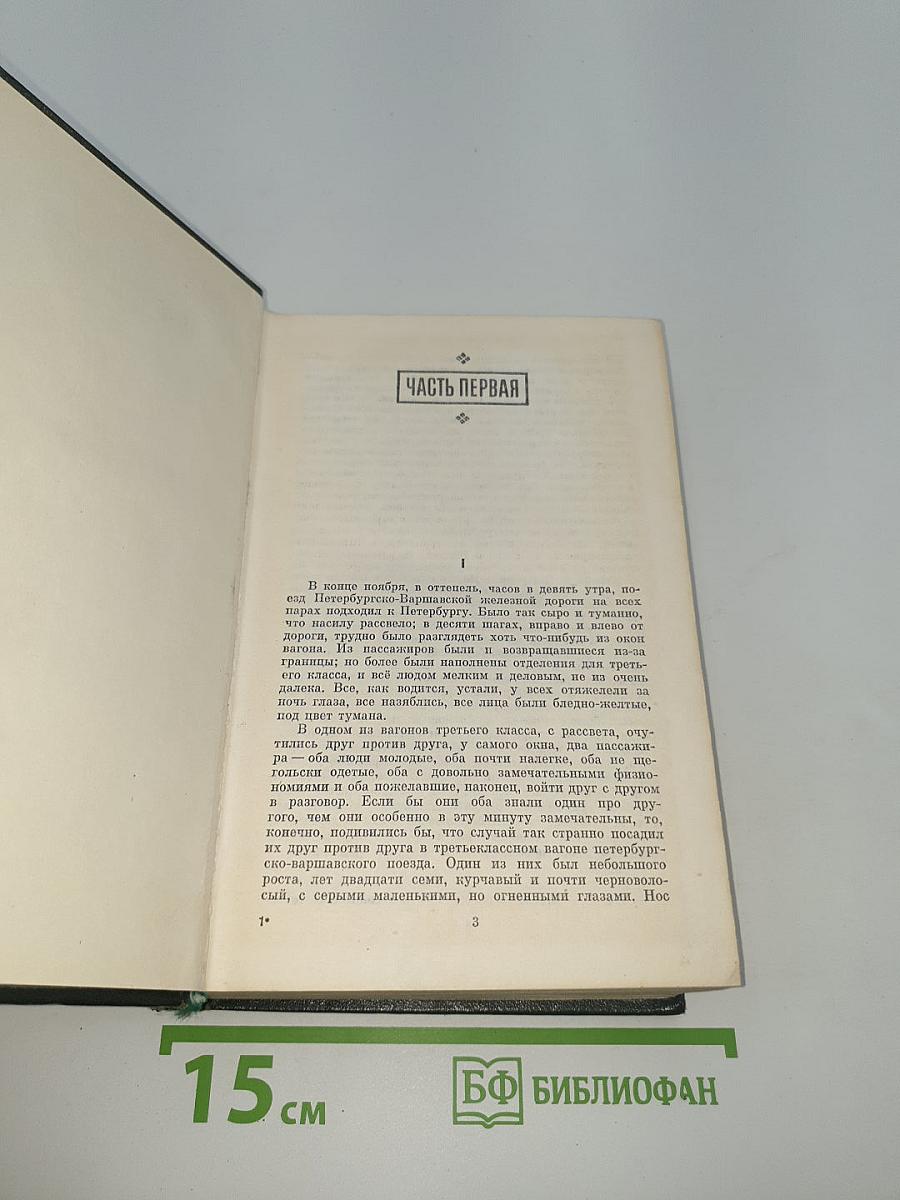 ЧАСТЬ ПЕРВАЯ
I
В конце ноября, в оттепель, часов в девять утра, по-
езд Петербургско-Варшавской железной дороги на всех
парах подходил к Петербургу. Было так сыро и туманно,
что насилу рассвело; в десяти шагах, вправо и влево от
дороги, трудно было разглядеть хоть что-нибудь из окон
вагона. Из пассажиров были и возвращавшиеся из-за
границы; но более были наполнены отделения для треть-
его класса, и всё людом мелким и деловым, не из очень
далека. Все, как водится, устали, у всех отяжелели за
ночь глаза, все назяблись, все лица были бледно-желтые,
под цвет тумана.
В одном из вагонов третьего класса, с рассвета, очу-
тились друг против друга, у самого окна, два пассажи-
ра — оба люди молодые, оба почти налегке, оба не ще-
гольски одетые, оба с довольно замечательными физио-
номиями и оба пожелавшие, наконец, войти друг с другом
в разговор. Если бы они оба знали один про дру-
гого, чем они особенно в эту минуту замечательны, то,
конечно, подивились бы, что случай так странно посадил
их друг против друга в третьеклассном вагоне петербург-
ско-варшавского поезда. Один из них был небольшого
роста, лет двадцати семи, курчавый и почти черноволо-
сый, с серыми маленькими, но огненными глазами. Нос
1* 3
15 см БФ БИБЛИОФАН